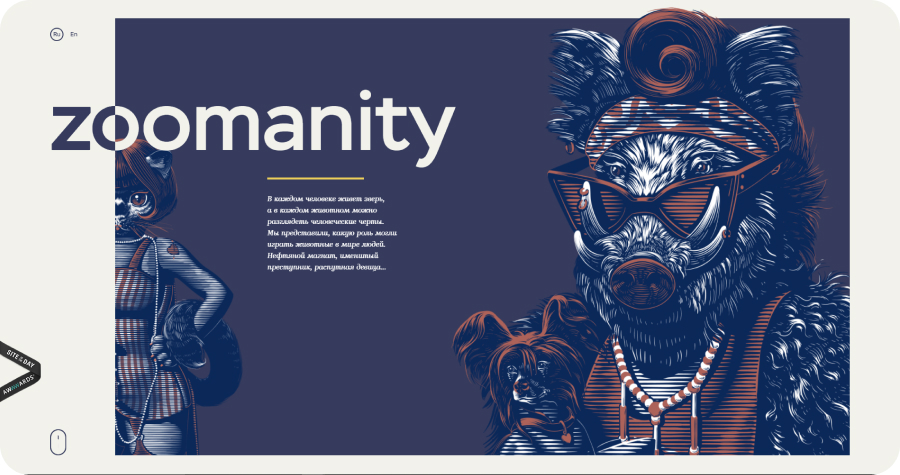 Ru En
zoomanity
В каждом человеке живет зверь,
а в каждом животном можно
разглядеть человеческие черты.
Мы представили, какую роль могли
играть животные в мире людей.
Нефтяной магнат, именитый
преступник, распутная девица...
SITE OF THE DAY
AWWWARDS